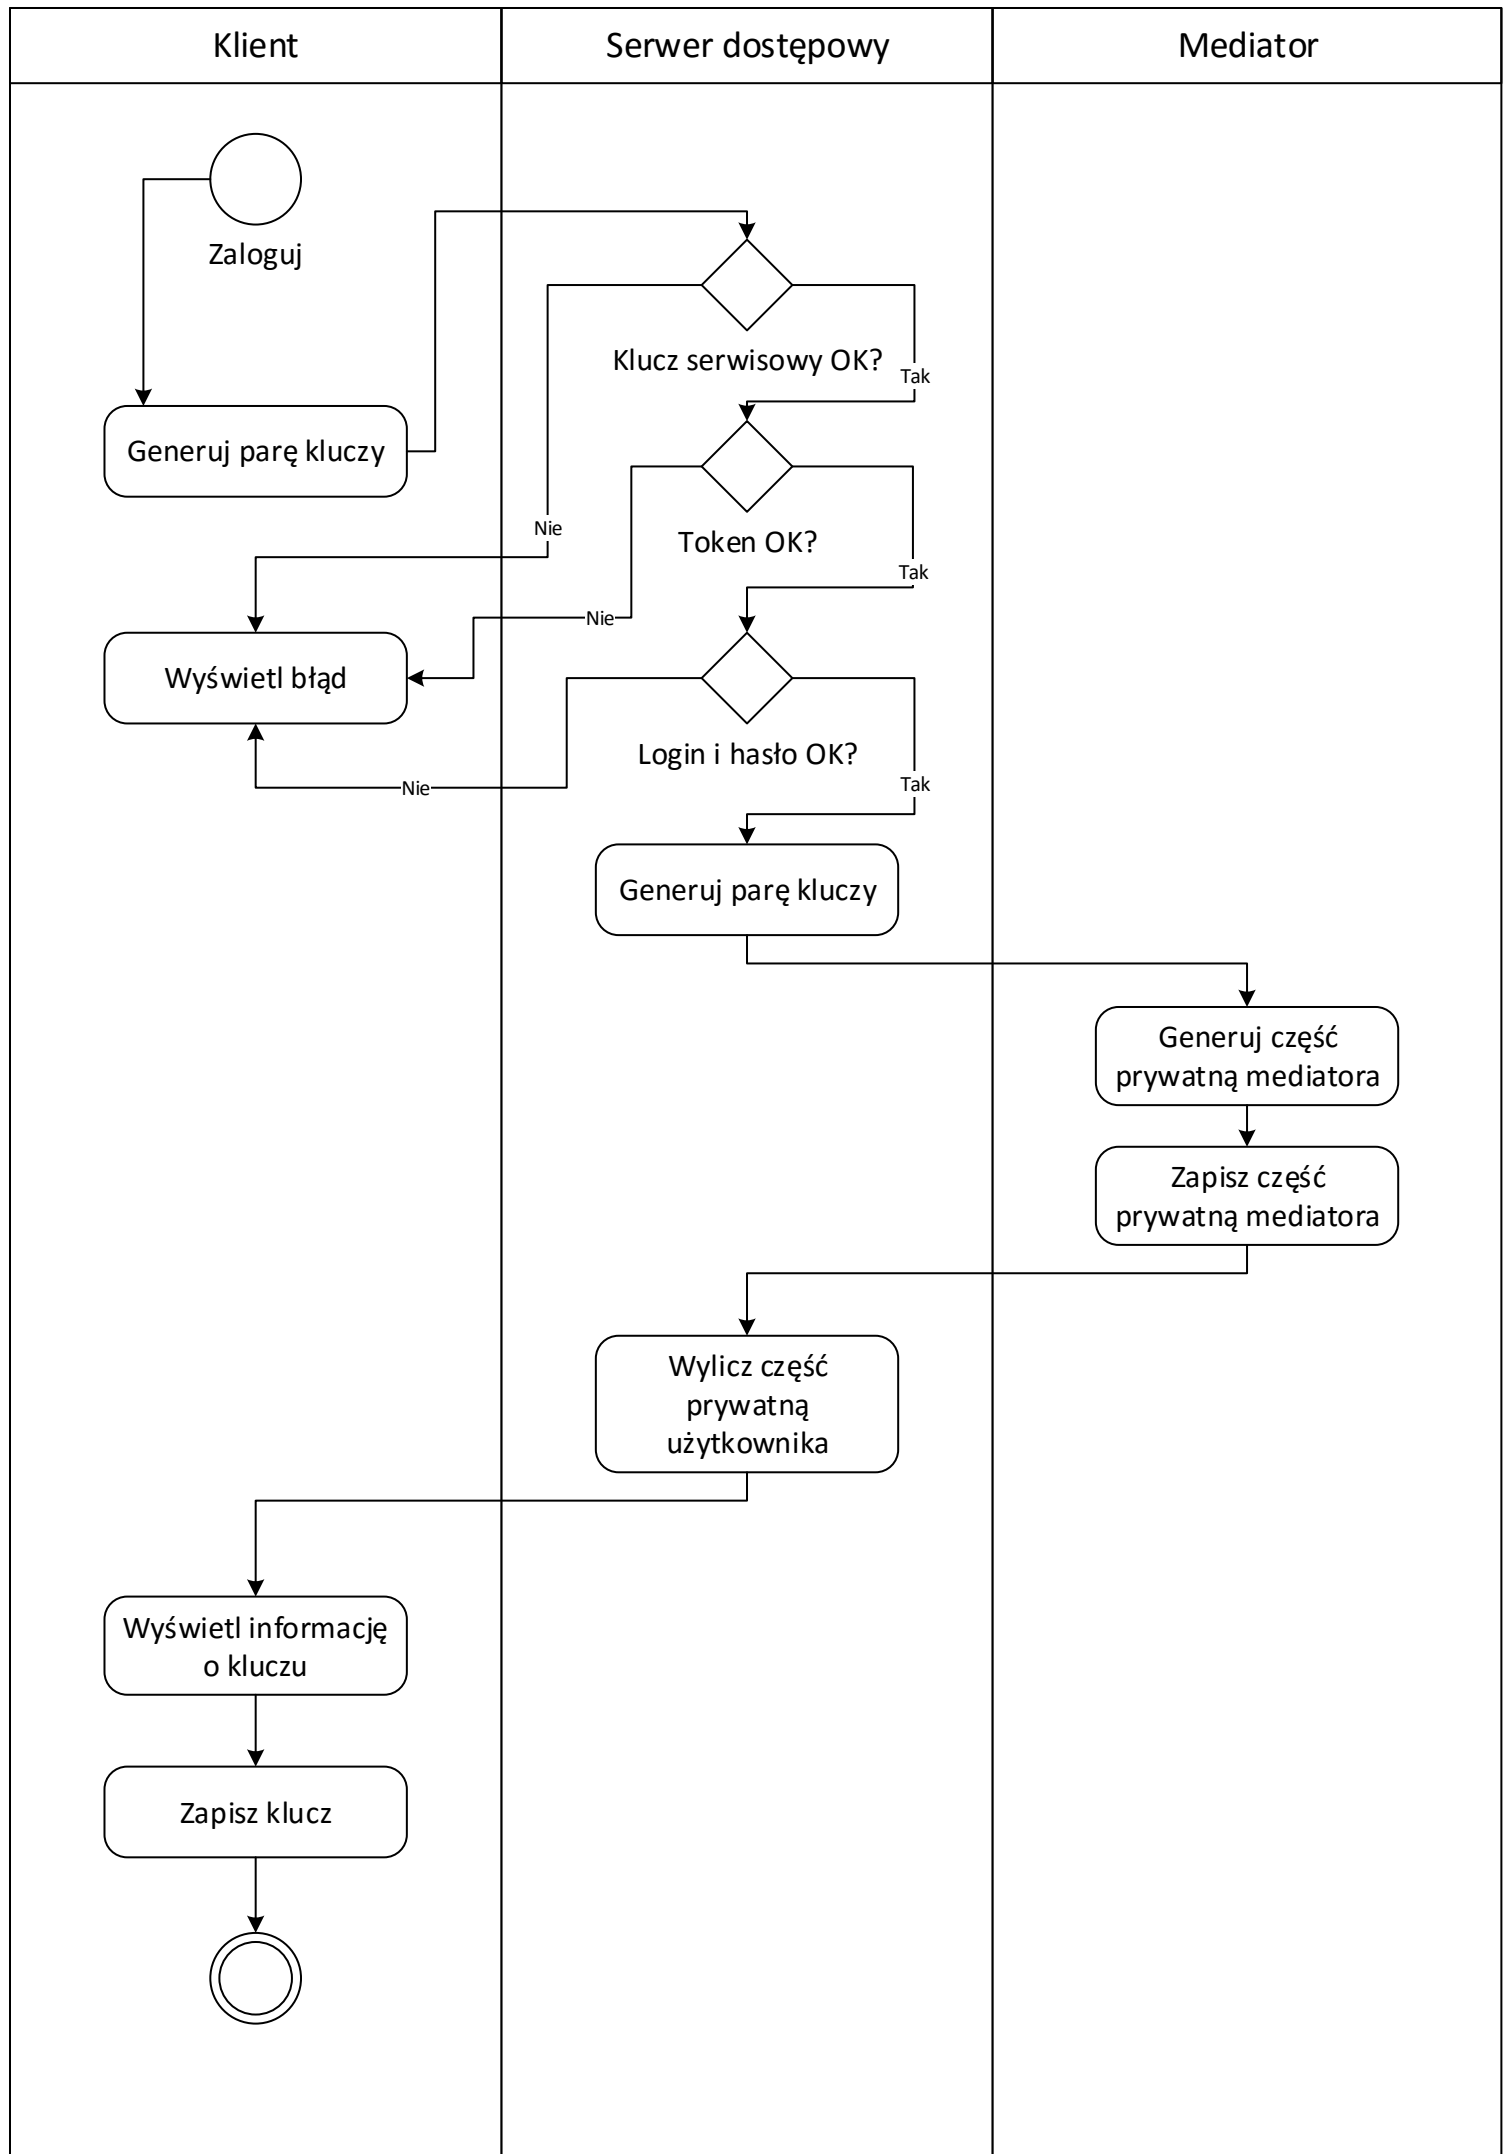 Klient
Serwer dostępowy
Mediator
Zaloguj
Klucz serwisowy OK?
Tak
Generuj parę kluczy
Nie
Token OK?
Tak
Nie
Wyświetl błąd
Login i hasło OK?
Nie
Tak
Generuj parę kluczy
Generuj część
prywatną mediatora
Zapisz część
prywatną mediatora
Wylicz część
prywatną
użytkownika
Wyświetl informację
o kluczu
Zapisz klucz